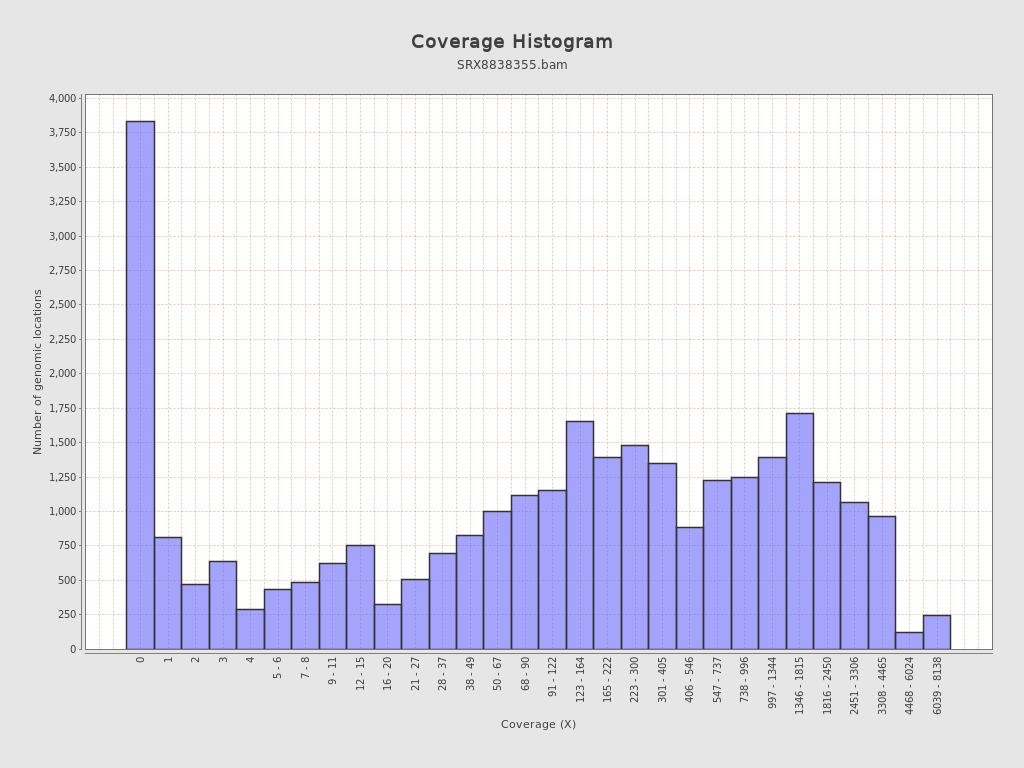 Coverage Histogram
SRX8838355.bam
Number of genomic locations
4,000
3,750
3,500
3,250
3,000
2,750
2,500
2,250
2,000
1,750
1,500
1,250
1,000
750
500
250
0
0
1
2
3
4
5 - 6
7 - 8
9 - 11
12 - 15
16 - 20
21 - 27
28 - 37
38 - 49
50 - 67
68 - 90
91 - 122
123 - 164
165 - 222
223 - 300
301 - 405
406 - 546
547 - 737
738 - 996
997 - 1344
1346 - 1815
1816 - 2450
2451 - 3306
3308 - 4465
4468 - 6024
6039 - 8138
Coverage (X)